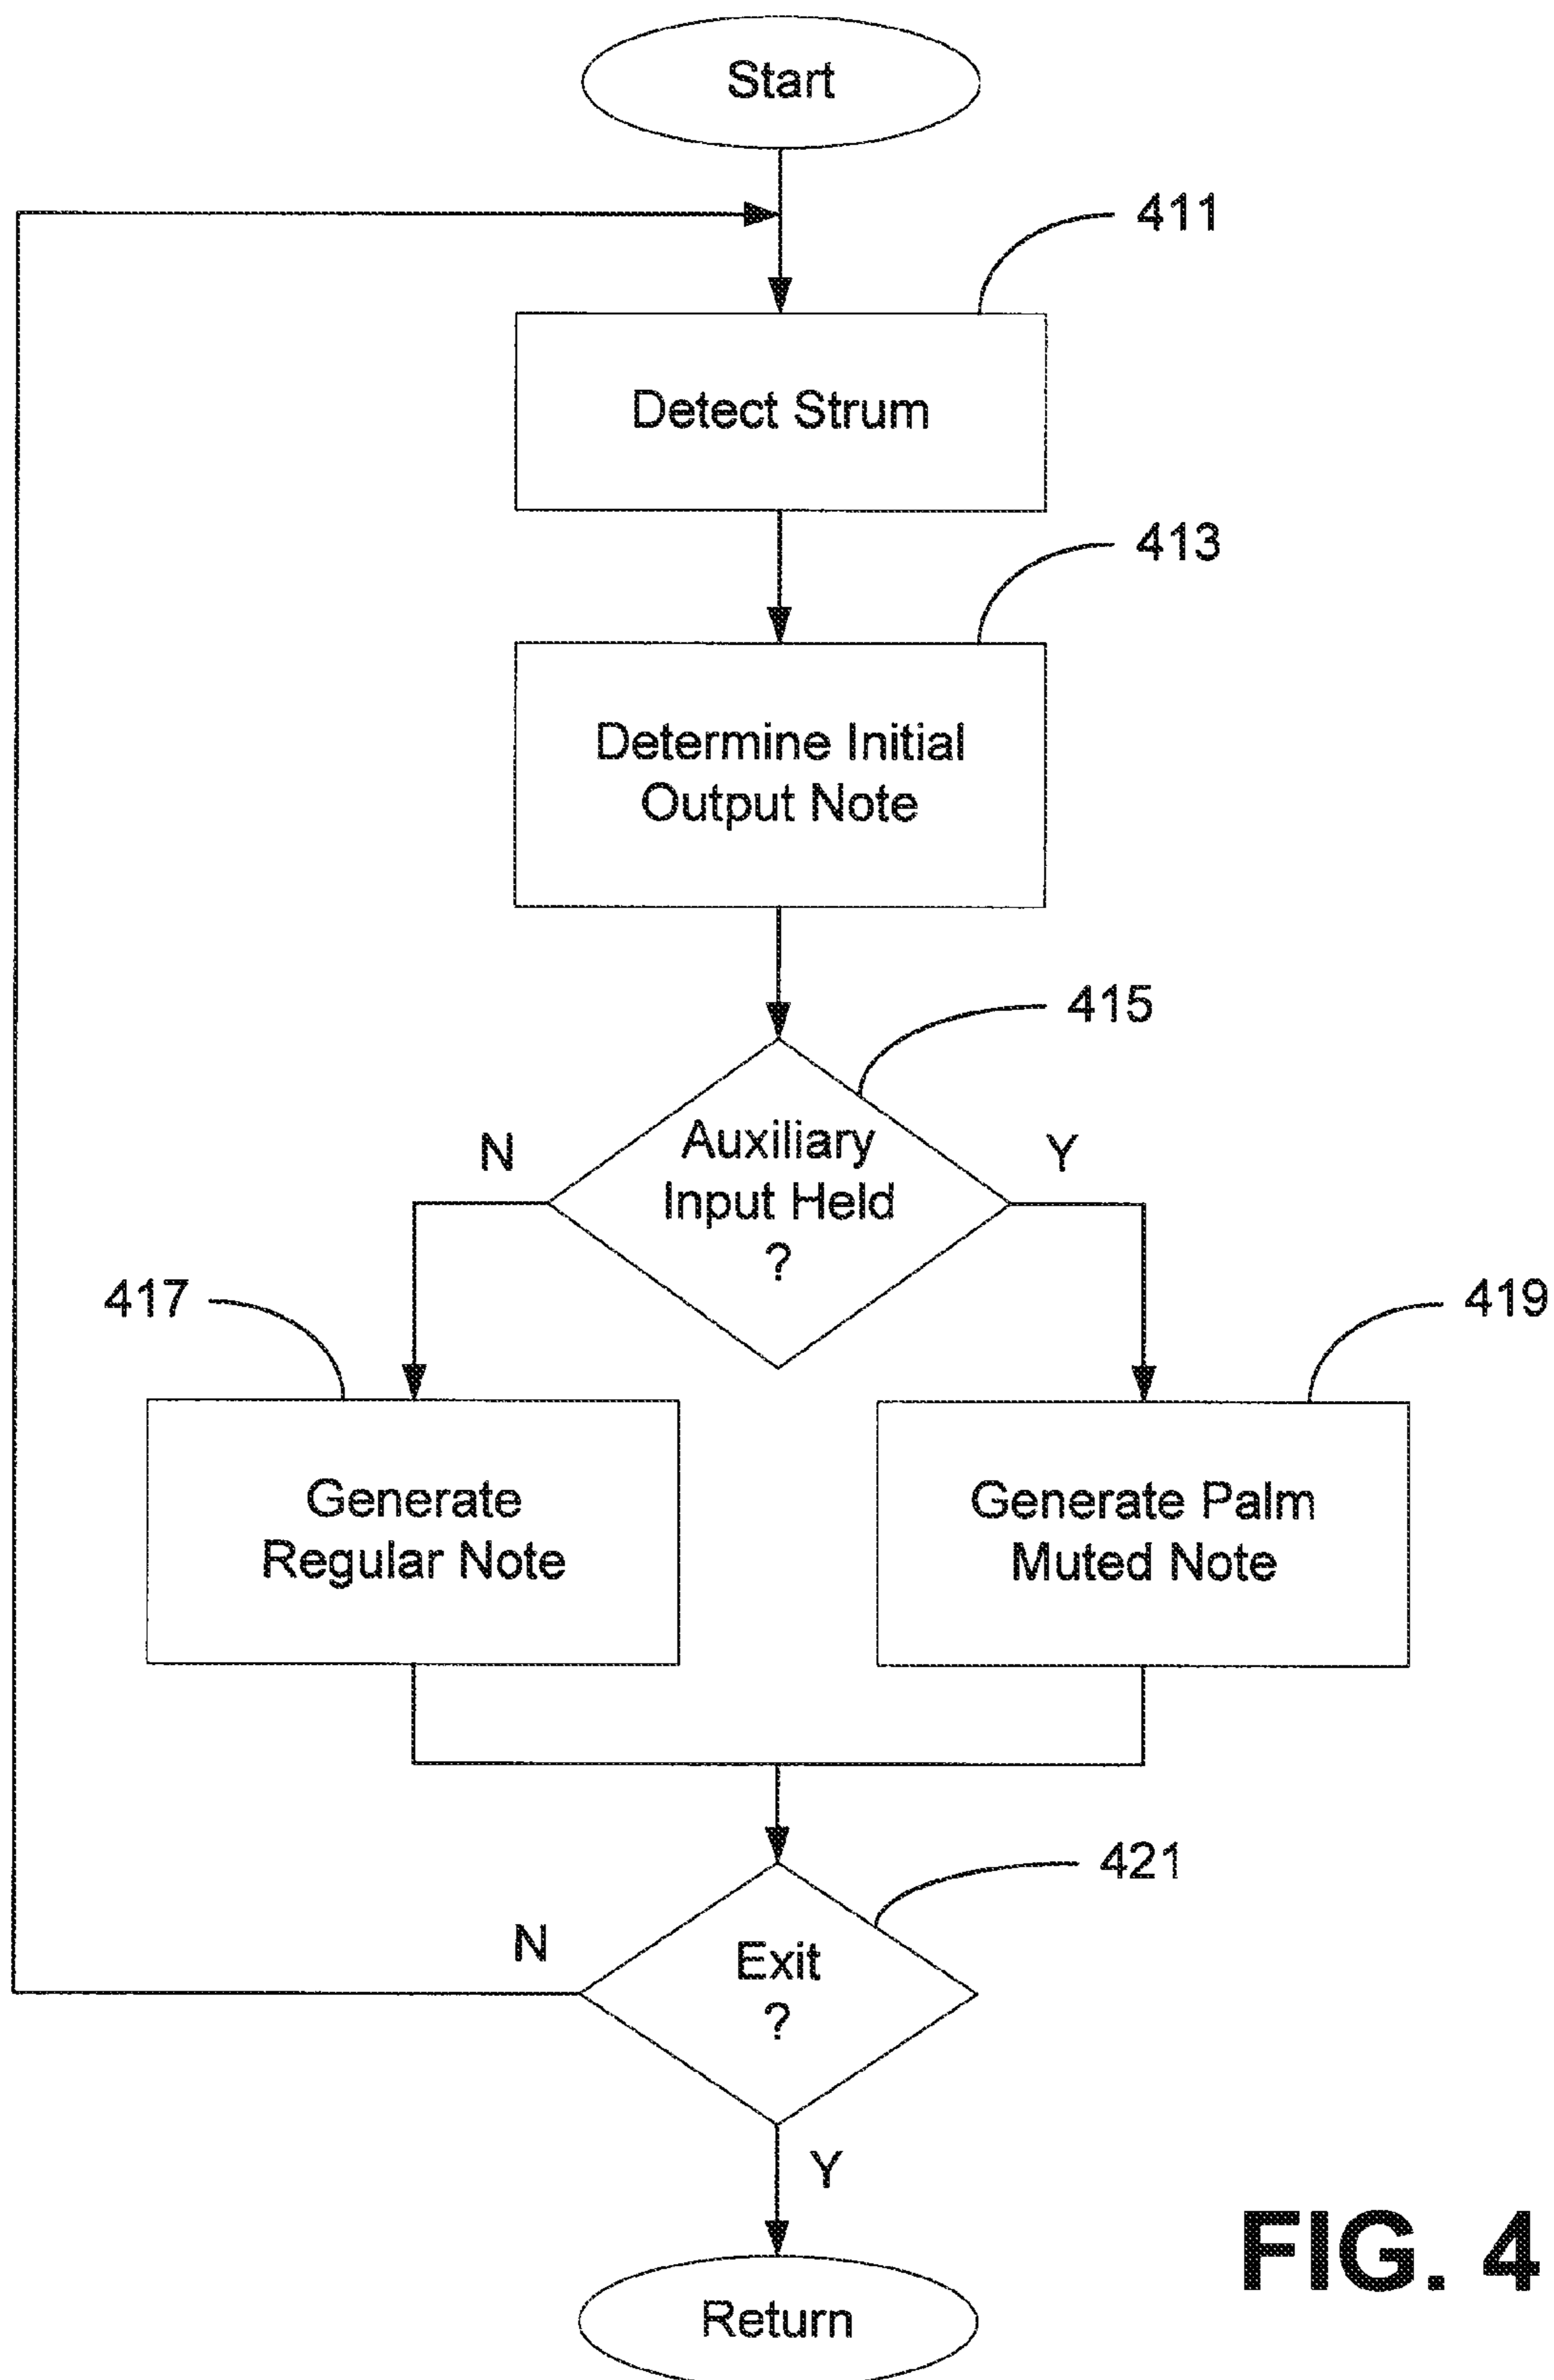 Start
411
Detect Strum
413
Determine Initial
Output Note
415
Auxiliary
Input Held
?
N
Y
417
419
Generate
Regular Note
Generate Palm
Muted Note
421
Exit
?
N
Y
Return
FIG. 4